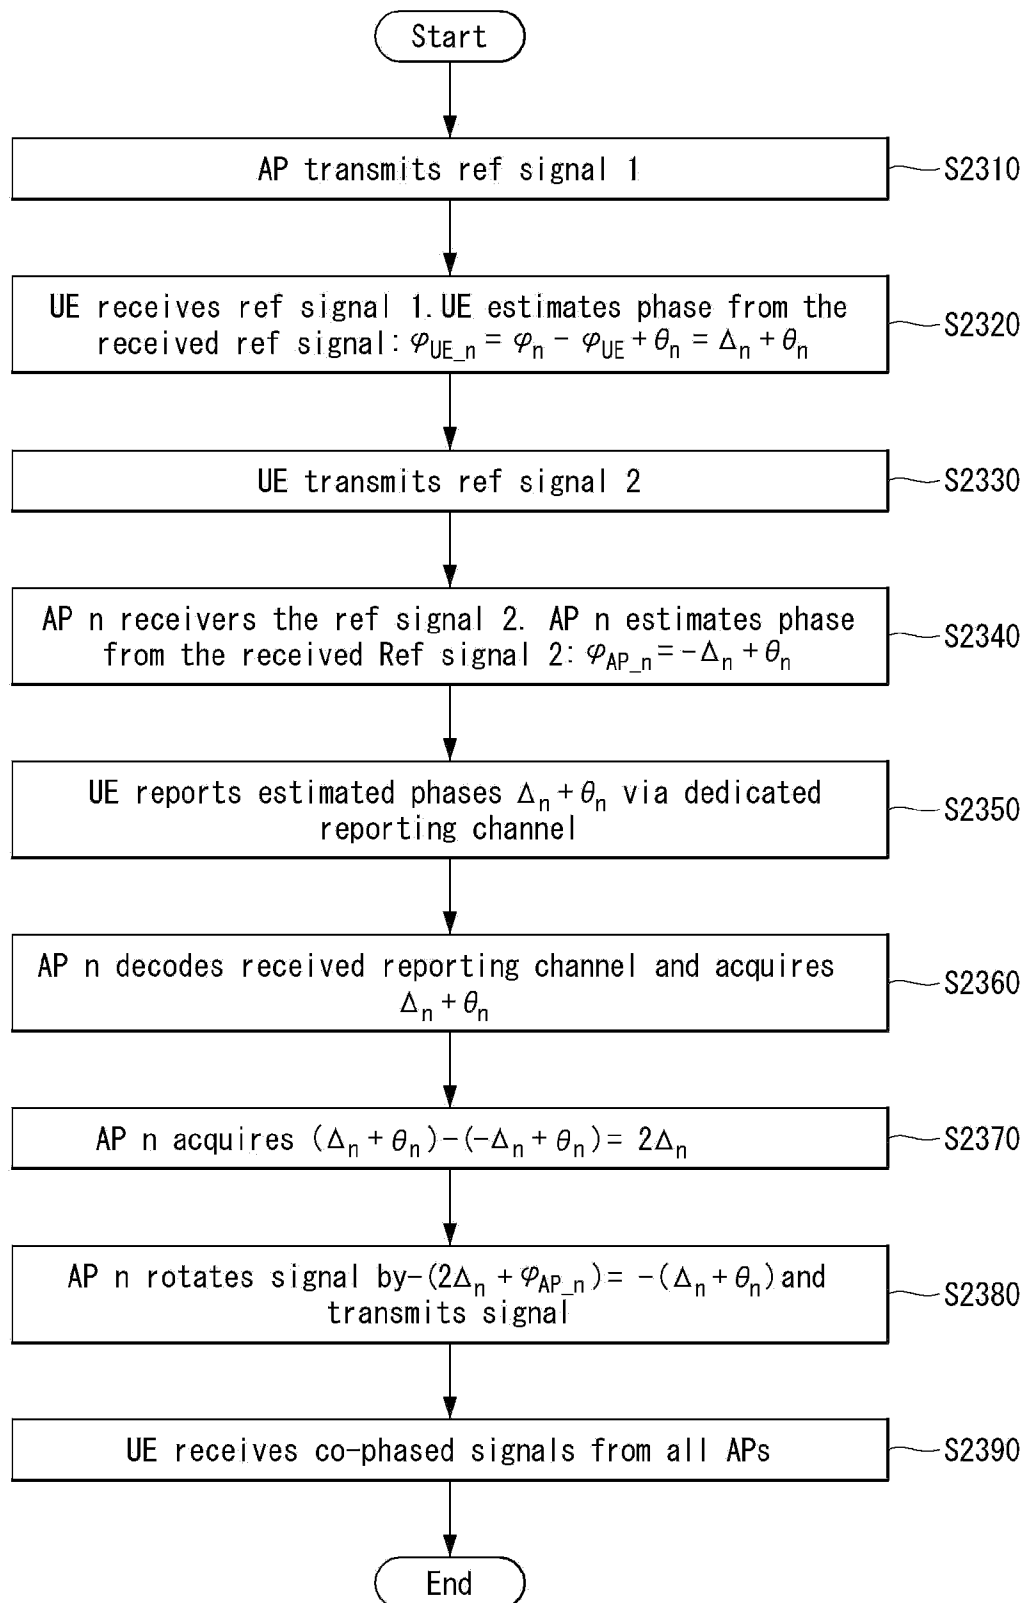 Start
AP transmits ref signal 1
S2310
UE receives ref signal 1.UE estimates phase from the
received ref signal: φUE_n = φn − φUE + θn = Δn + θn
S2320
UE transmits ref signal 2
S2330
AP n receivers the ref signal 2. AP n estimates phase
from the received Ref signal 2: φAP_n = −Δn + θn
S2340
UE reports estimated phases Δn + θn via dedicated
reporting channel
S2350
AP n decodes received reporting channel and acquires
Δn + θn
S2360
AP n acquires (Δn + θn)−(−Δn + θn) = 2Δn
S2370
AP n rotates signal by−(2Δn + φAP_n) = −(Δn + θn) and
transmits signal
S2380
UE receives co-phased signals from all APs
S2390
End